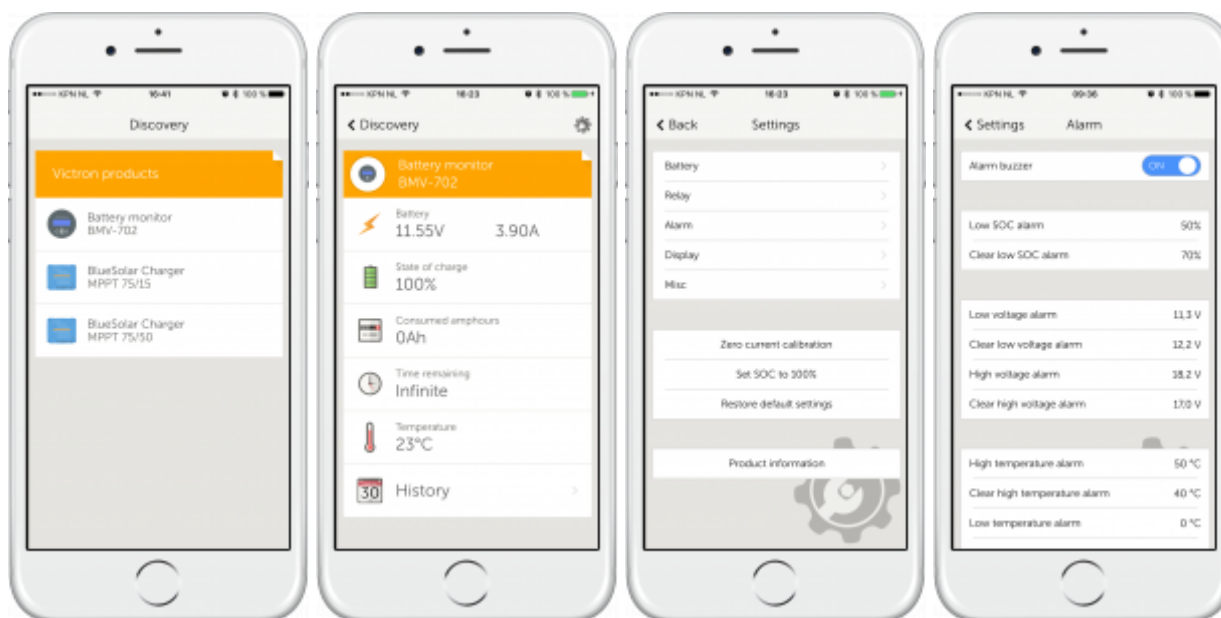 KPN NL
16:41
100 %
Discovery
Victron products
Battery monitor
BMV-702
BlueSolar Charger
MPPT 75/15
BlueSolar Charger
MPPT 75/50
KPN NL
16:23
100 %
Discovery
Battery monitor
BMV-702
Battery
11.55V 3.90A
State of charge
100%
Consumed amphours
0Ah
Time remaining
Infinite
Temperature
23°C
30 History
KPN NL
16:23
100 %
Back Settings
Battery
Relay
Alarm
Display
Misc
Zero current calibration
Set SOC to 100%
Restore default settings
Product information
KPN NL
09:36
100 %
Settings Alarm
Alarm buzzer ON
Low SOC alarm 50%
Clear low SOC alarm 70%
Low voltage alarm 11,3 V
Clear low voltage alarm 12,2 V
High voltage alarm 18,2 V
Clear high voltage alarm 17,0 V
High temperature alarm 50 °C
Clear high temperature alarm 40 °C
Low temperature alarm 0 °C